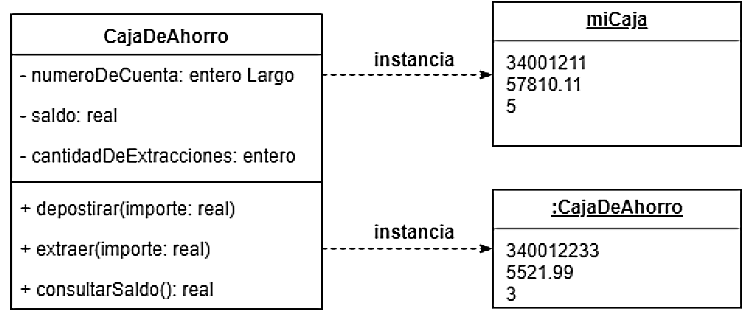 CajaDeAhorro
- numeroDeCuenta: entero Largo
- saldo: real
- cantidadDeExtracciones: entero
+ depostirar(importe: real)
+ extraer(importe: real)
+ consultarSaldo(): real
instancia
instancia
miCaja
34001211
57810.11
5
:CajaDeAhorro
340012233
5521.99
3